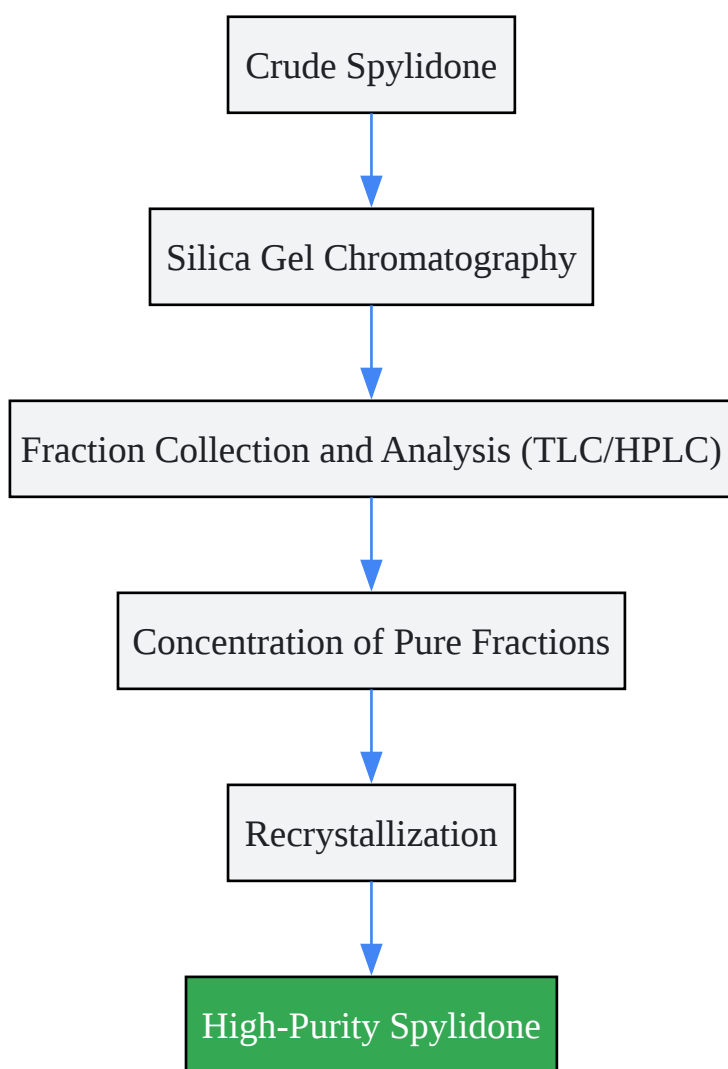 Crude Spylidone
Silica Gel Chromatography
Fraction Collection and Analysis (TLC/HPLC)
Concentration of Pure Fractions
Recrystallization
High-Purity Spylidone